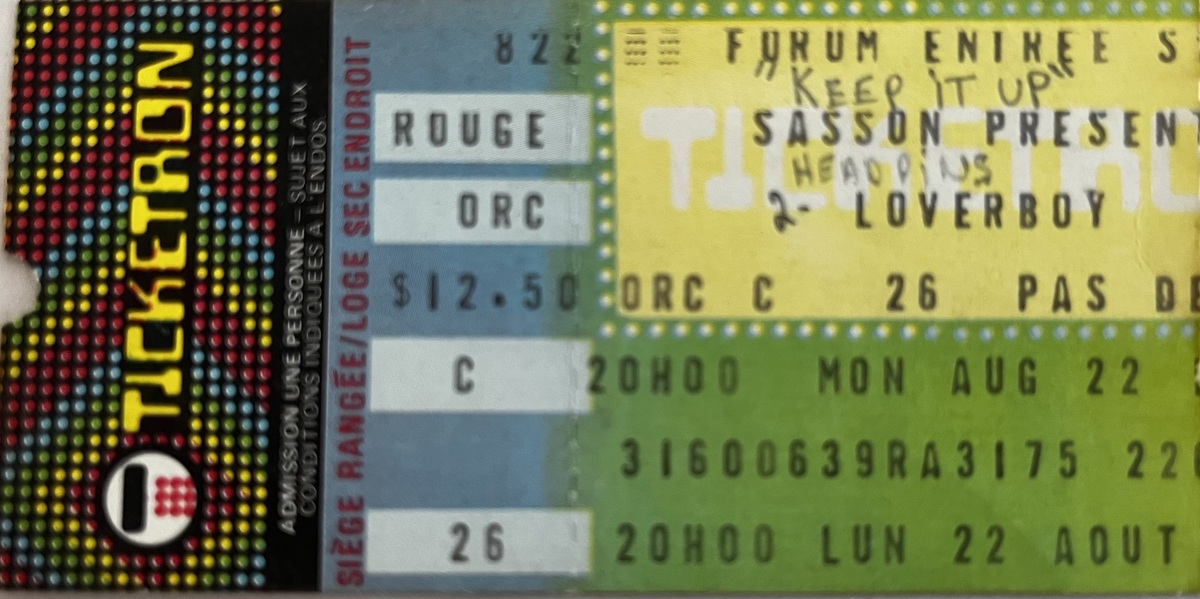 TICKETRON
ADMISSION UNE PERSONNE – SUJET AUX
CONDITIONS INDIQUEES A L'ENDOS
SIÈGE RANGÉE/LOGE SEC ENDROIT
822
ROUGE
ORC
$12.50
C
26
FORUM ENTREE S
"KEEP IT UP"
TICKETRO
SASSON PRESEN
HEADPINS
2- LOVERBOY
ORC C 26 PAS D
20H00 MON AUG 22
31600639RA3175 22
20H00 LUN 22 AOUT